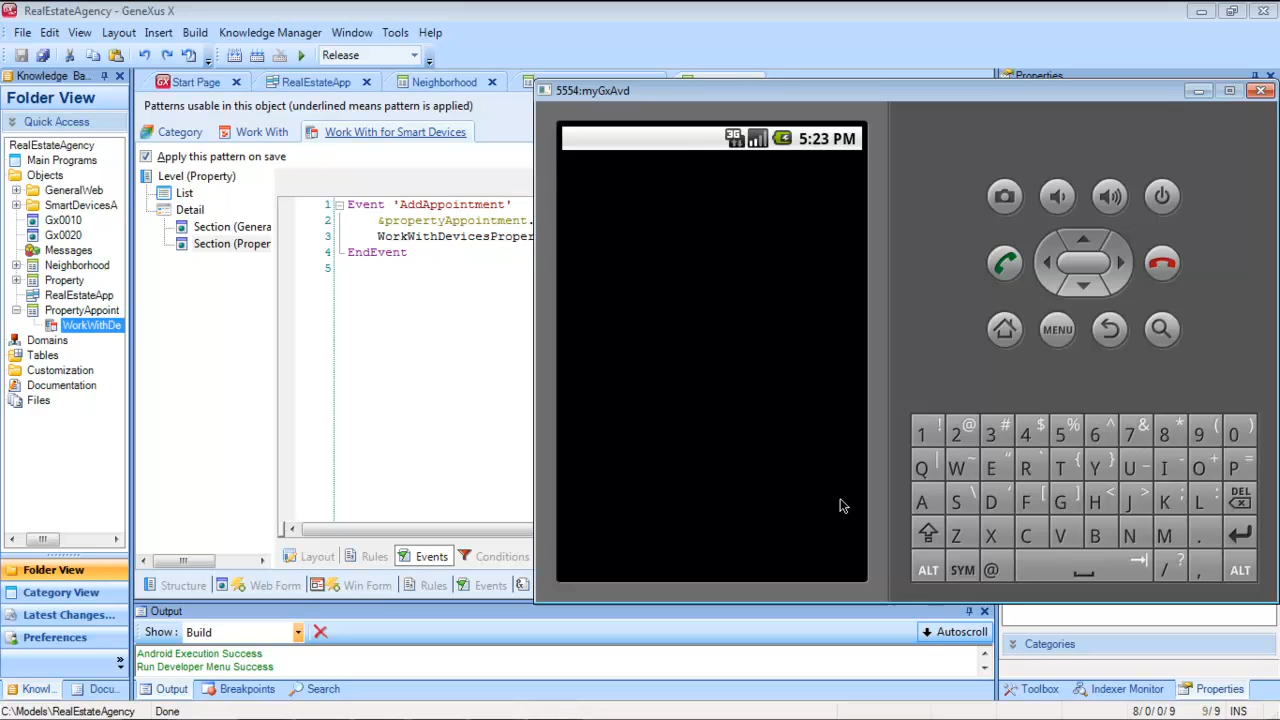 RealEstateAgency - GeneXus X
File Edit View Layout Insert Build Knowledge Manager Window Tools Help
Release
Knowledge Ba...
Folder View
Quick Access
RealEstateAgency
Main Programs
Objects
GeneralWeb
SmartDevicesA
Gx0010
Gx0020
Messages
Neighborhood
Property
RealEstateApp
PropertyAppoint
WorkWithDe
Domains
Tables
Customization
Documentation
Files
Folder View
Category View
Latest Changes...
Preferences
Knowl... Docu...
Start Page RealEstateApp Neighborhood
Patterns usable in this object (underlined means pattern is applied)
Category Work With Work With for Smart Devices
Apply this pattern on save
Level (Property)
List
Detail
Section (Genera
Section (Proper
1 Event 'AddAppointment'
2 &propertyAppointment.
3 WorkWithDevicesProper
4 EndEvent
5
Layout Rules Events Conditions
Structure Web Form Win Form Rules Events
Output
Show: Build Autoscroll
Android Execution Success
Run Developer Menu Success
Output Breakpoints Search
Properties
5554:myGxAvd
3G 5:23 PM
MENU
1 ! 2 @ 3 # 4 $ 5 % 6 ^ 7 & 8 * 9 ( 0 )
Q | W ~ E " R ` T { Y } U _ I - O + P =
A S \ D ' F [ G ] H < J > K ; L : DEL
Z X C V B N M .
ALT SYM @ / ? , ALT
Categories
Toolbox Indexer Monitor Properties
C:\Models\RealEstateAgency Done 8/0/0/9 9/9 INS